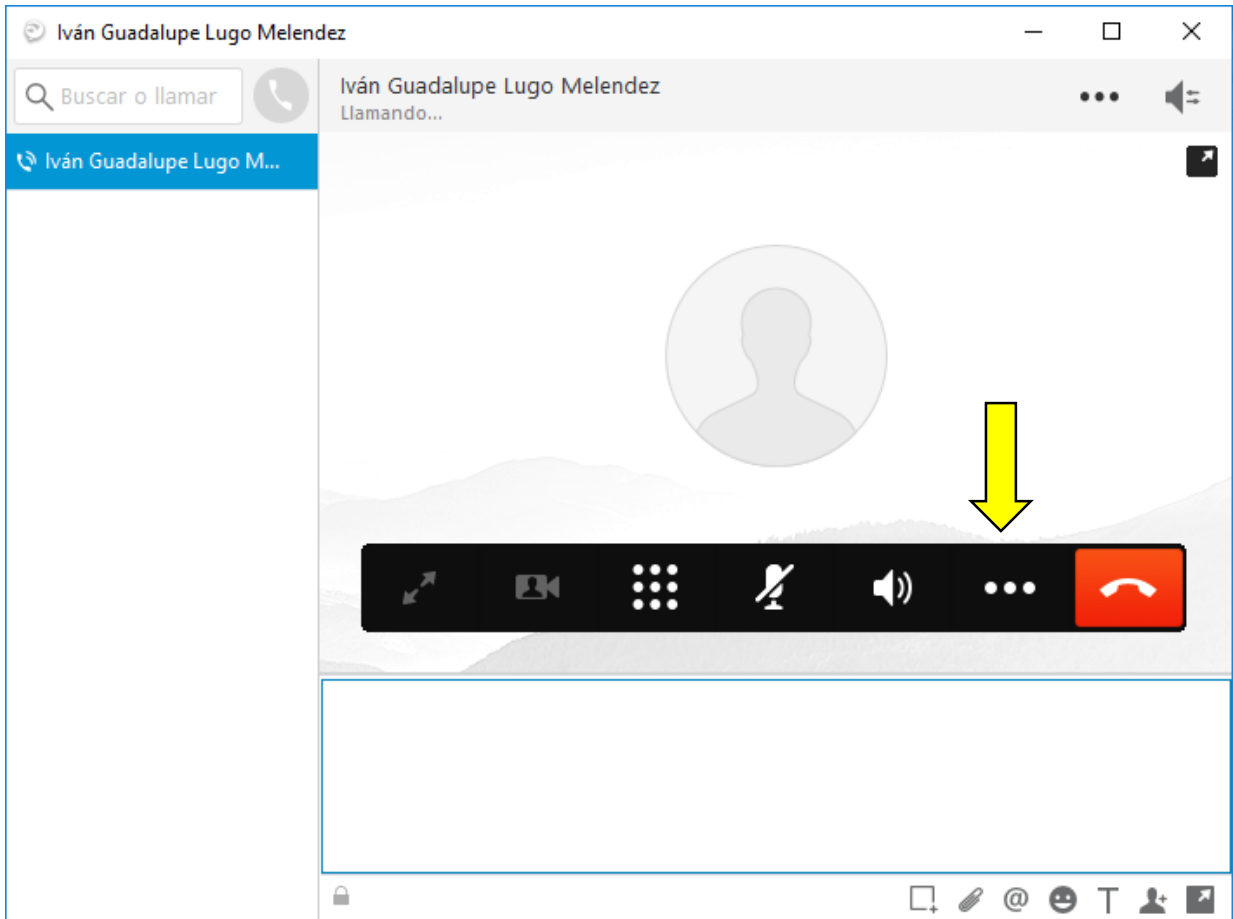 Iván Guadalupe Lugo Melendez
Buscar o llamar
Iván Guadalupe Lugo Melendez
Llamando...
Iván Guadalupe Lugo M...